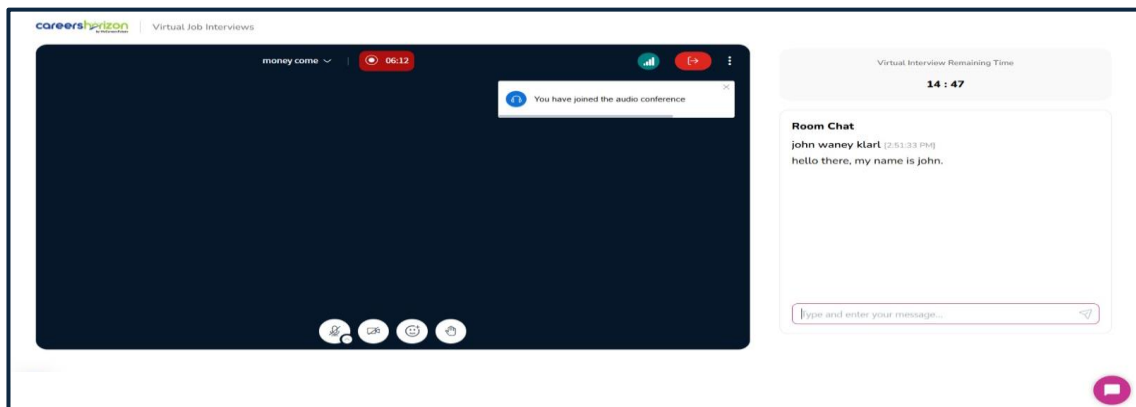 careershorizon
Virtual Job Interviews
money come
06:12
You have joined the audio conference
Virtual Interview Remaining Time
14 : 47
Room Chat
john waney klarl [2:51:33 PM]
hello there, my name is john.
Type and enter your message...